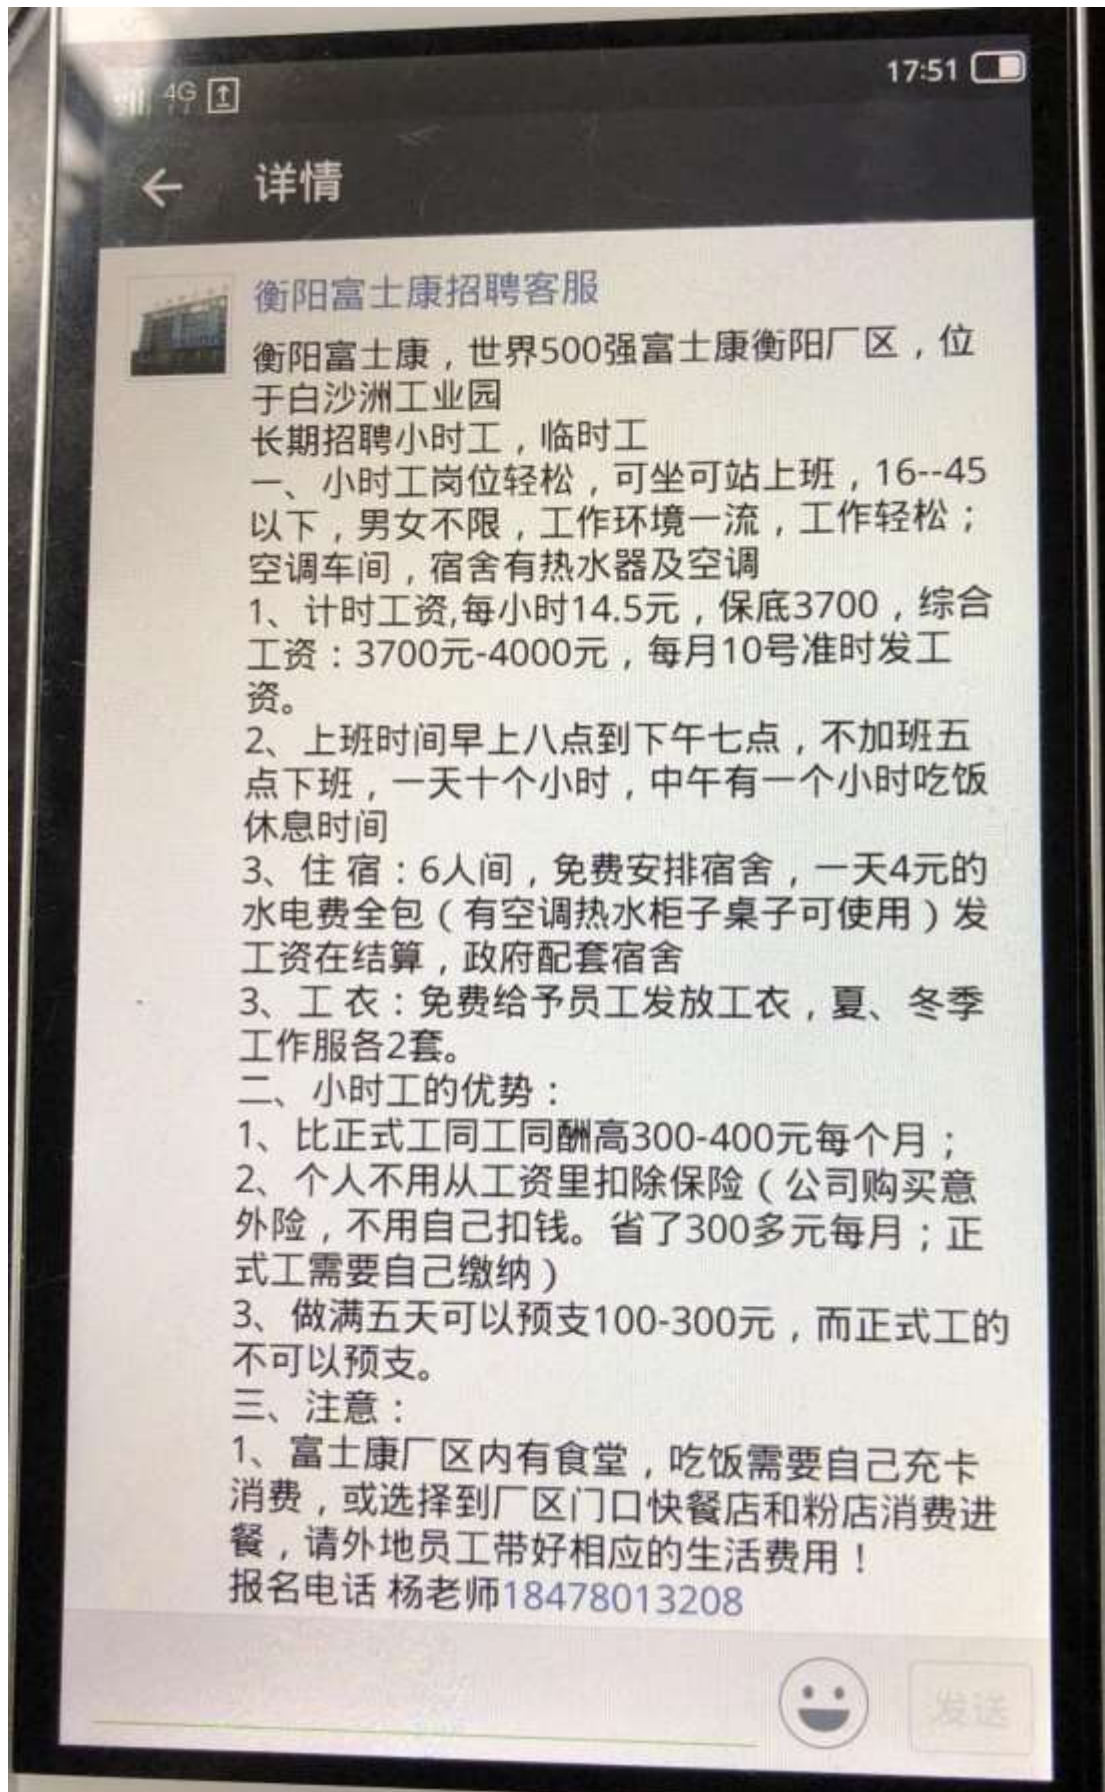 17:51
4G
详情
衡阳富士康招聘客服
衡阳富士康，世界500强富士康衡阳厂区，位
于白沙洲工业园
长期招聘小时工，临时工
一、小时工岗位轻松，可坐可站上班，16--45
以下，男女不限，工作环境一流，工作轻松；
空调车间，宿舍有热水器及空调
1、计时工资,每小时14.5元，保底3700，综合
工资：3700元-4000元，每月10号准时发工
资。
2、上班时间早上八点到下午七点，不加班五
点下班，一天十个小时，中午有一个小时吃饭
休息时间
3、住 宿：6人间，免费安排宿舍，一天4元的
水电费全包（有空调热水柜子桌子可使用）发
工资在结算，政府配套宿舍
3、工 衣：免费给予员工发放工衣，夏、冬季
工作服各2套。
二、小时工的优势：
1、比正式工同工同酬高300-400元每个月；
2、个人不用从工资里扣除保险（公司购买意
外险，不用自己扣钱。省了300多元每月；正
式工需要自己缴纳）
3、做满五天可以预支100-300元，而正式工的
不可以预支。
三、注意：
1、富士康厂区内有食堂，吃饭需要自己充卡
消费，或选择到厂区门口快餐店和粉店消费进
餐，请外地员工带好相应的生活费用！
报名电话 杨老师18478013208
发送